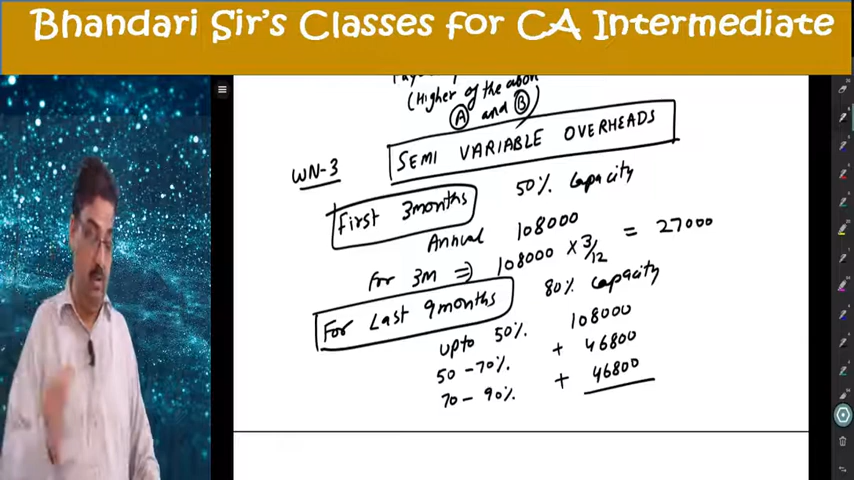 Bhandari Sir's Classes for CA Intermediate
(Higher of the above
A and B)
WN-3
SEMI VARIABLE OVERHEADS
First 3months
50% capacity
Annual 108000
For 3M ⇒ 108000 × 3/12 = 27000
For Last 9months
80% capacity
upto 50% 108000
50-70% + 46800
70-90% + 46800